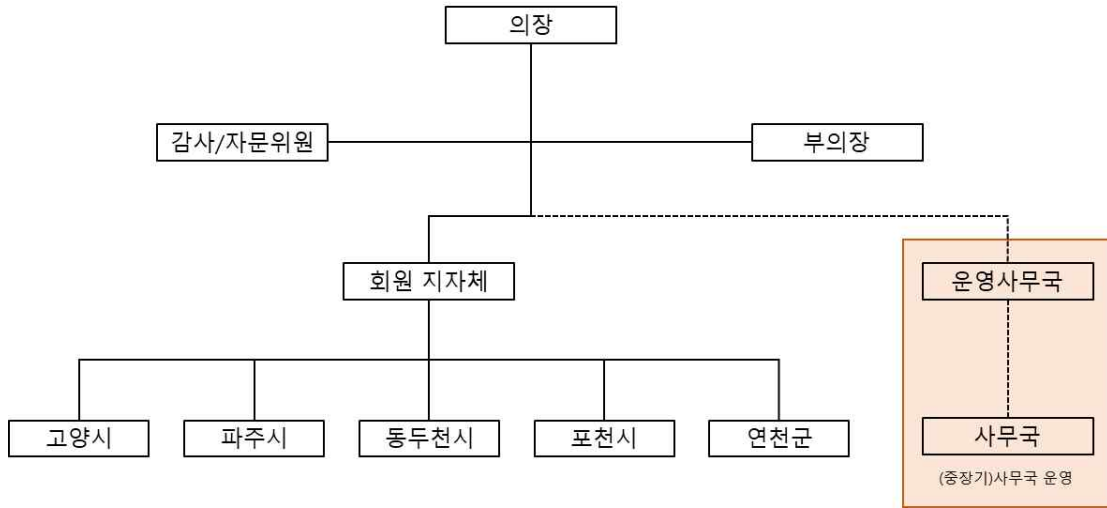 의장
감사/자문위원
부의장
회원 지자체
운영사무국
고양시
파주시
동두천시
포천시
연천군
사무국
(중장기)사무국 운영